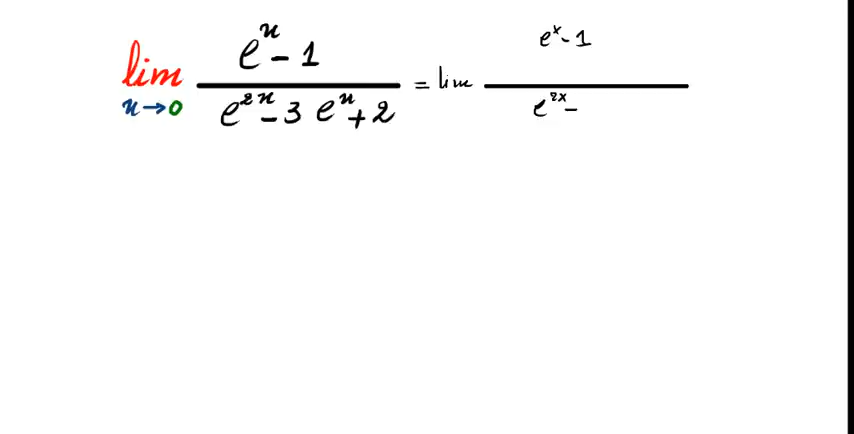 lim x→0 (e^x - 1)/(e^{2x} - 3 e^x + 2) = lim (e^x - 1)/(e^{2x} -